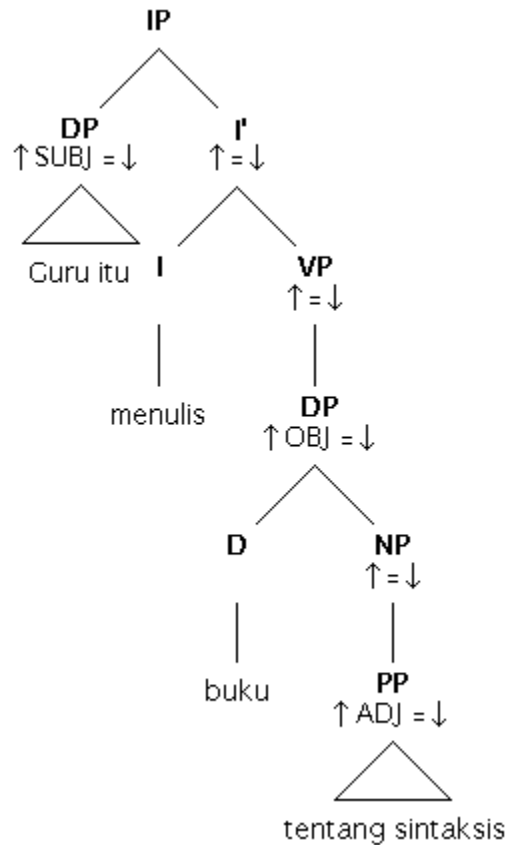 IP
DP I'
↑ SUBJ = ↓ ↑ = ↓
Guru itu I VP
↑ = ↓
menulis DP
↑ OBJ = ↓
D NP
↑ = ↓
buku PP
↑ ADJ = ↓
tentang sintaksis